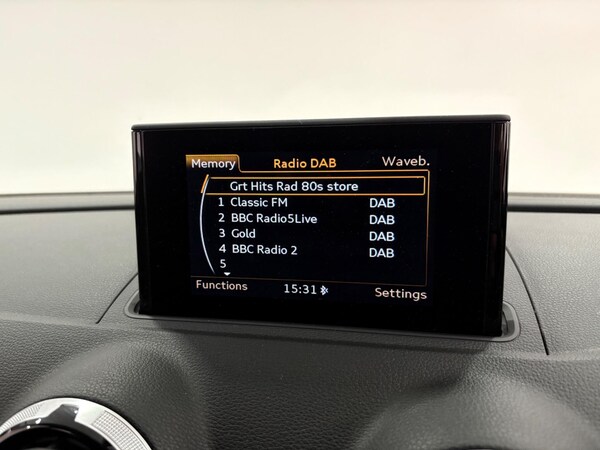 Memory Radio DAB Waveb.
Grt Hits Rad 80s store
1 Classic FM DAB
2 BBC Radio5Live DAB
3 Gold DAB
4 BBC Radio 2 DAB
5
Functions 15:31 Settings